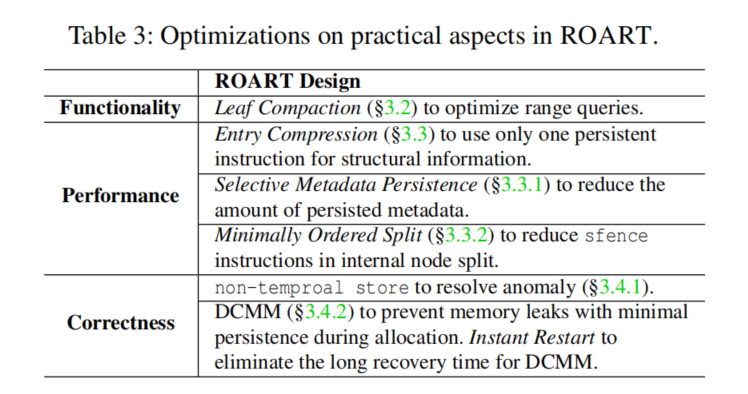 Table 3: Optimizations on practical aspects in ROART.
ROART Design
Functionality
Leaf Compaction (§3.2) to optimize range queries.
Performance
Entry Compression (§3.3) to use only one persistent
instruction for structural information.
Selective Metadata Persistence (§3.3.1) to reduce the
amount of persisted metadata.
Minimally Ordered Split (§3.3.2) to reduce sfence
instructions in internal node split.
Correctness
non-temproal store to resolve anomaly (§3.4.1).
DCMM (§3.4.2) to prevent memory leaks with minimal
persistence during allocation. Instant Restart to
eliminate the long recovery time for DCMM.